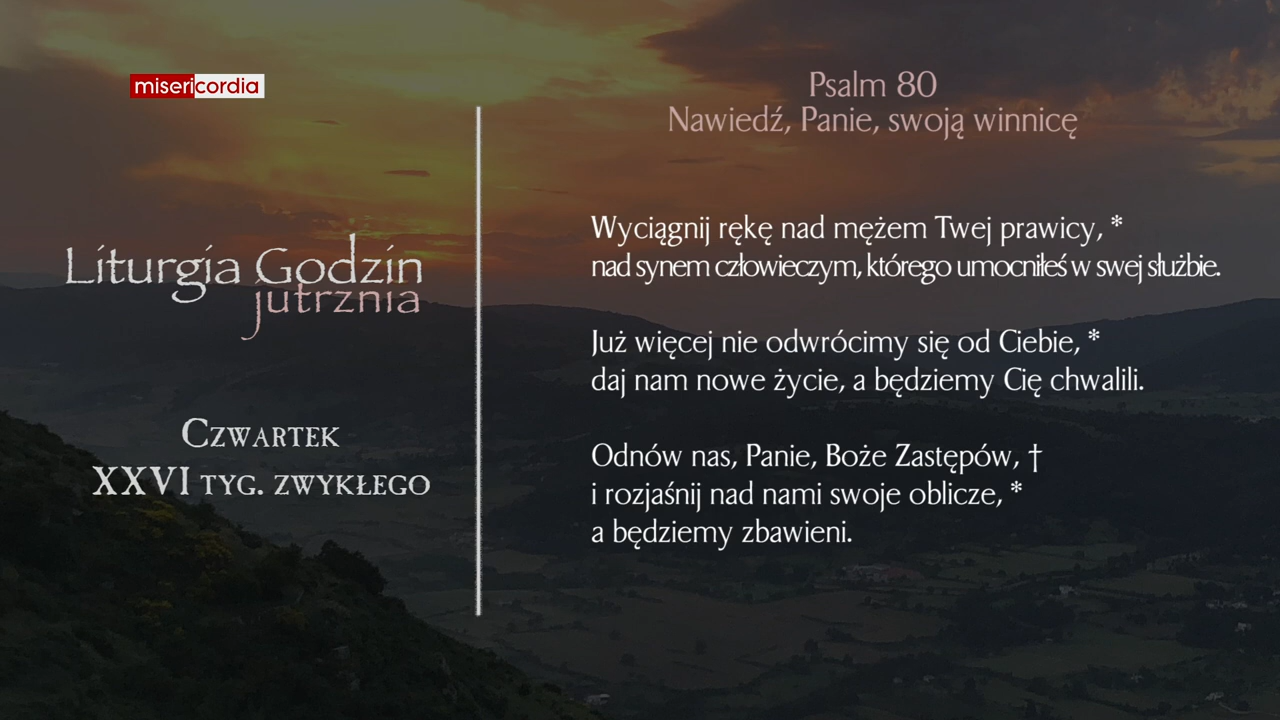 misericordia
Liturgia Godzin
jutrznia
Czwartek
XXVI tyg. zwykłego
Psalm 80
Nawiedź, Panie, swoją winnicę
Wyciągnij rękę nad mężem Twej prawicy, *
nad synem człowieczym, którego umocniłeś w swej służbie.
Już więcej nie odwrócimy się od Ciebie, *
daj nam nowe życie, a będziemy Cię chwalili.
Odnów nas, Panie, Boże Zastępów, †
i rozjaśnij nad nami swoje oblicze, *
a będziemy zbawieni.